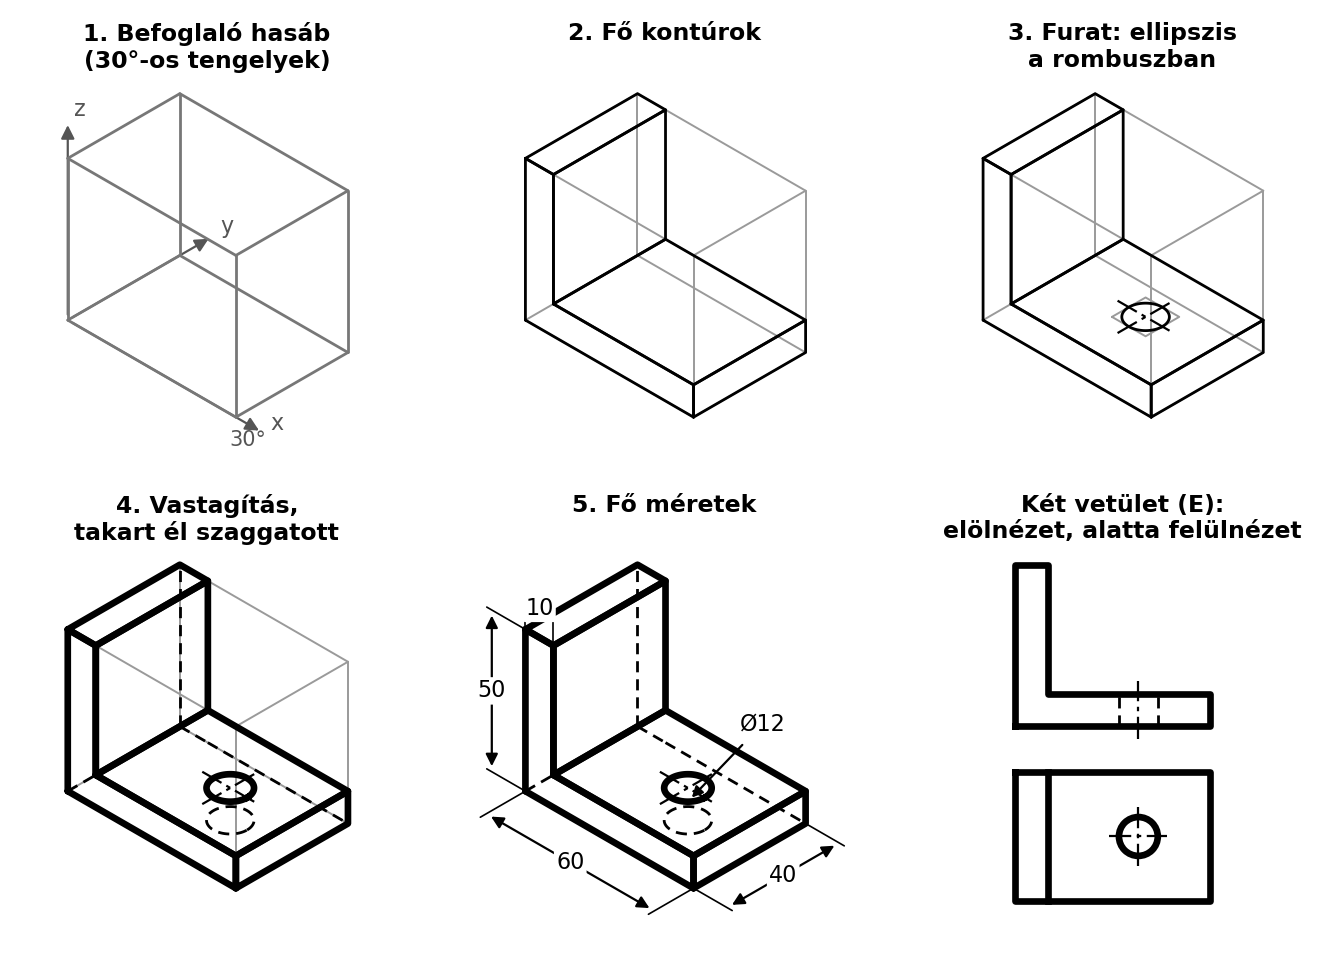 1. Befoglaló hasáb
(30°-os tengelyek)
z
y
x
30°
2. Fő kontúrok
3. Furat: ellipszis
a rombuszban
4. Vastagítás,
takart él szaggatott
5. Fő méretek
10
50
Ø12
60
40
Két vetület (E):
elölnézet, alatta felülnézet